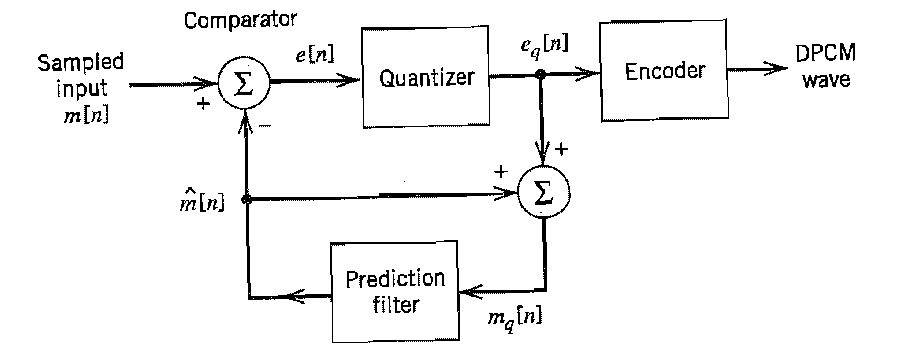 Comparator
Sampled
input
m[n]
+
Σ
−
e[n]
Quantizer
e_q[n]
Encoder
DPCM
wave
+
+
Σ
m̂[n]
Prediction
filter
m_q[n]